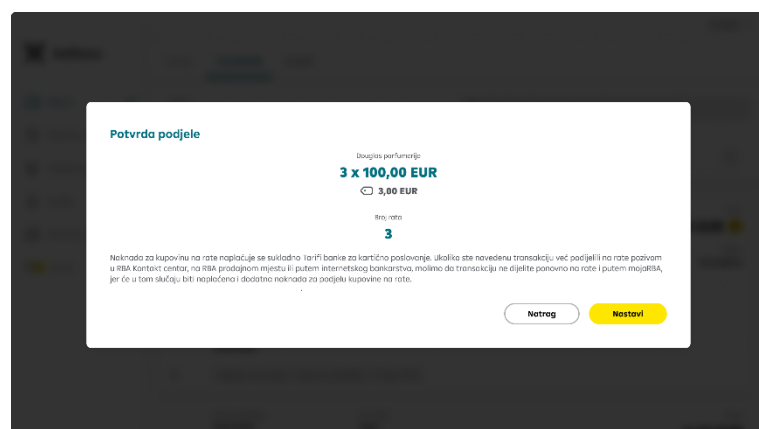 Potvrda podjele
Douglas parfumerija
3 x 100,00 EUR
3,00 EUR
Broj rata
3
Naknada za kupovinu na rate naplaćuje se sukladno Tarifi banke za kartično poslovanje. Ukoliko ste navedenu transakciju već podijelili na rate pozivom
u RBA Kontakt centar, na RBA prodajnom mjestu ili putem internetskog bankarstva, molimo da transakciju ne dijelite ponovno na rate i putem mojaRBA,
jer će u tom slučaju biti naplaćena i dodatna naknada za podjelu kupovine na rate.
Natrag
Nastavi